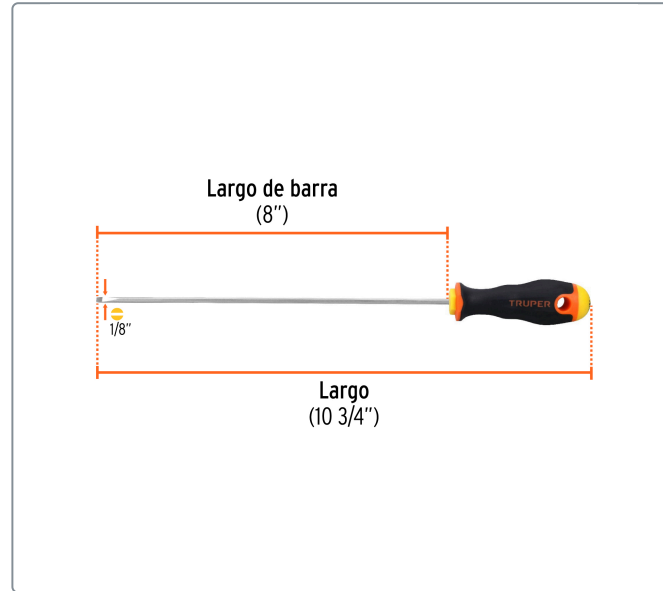 Largo de barra
(8”)
TRUPER
1/8”
Largo
(10 3/4”)